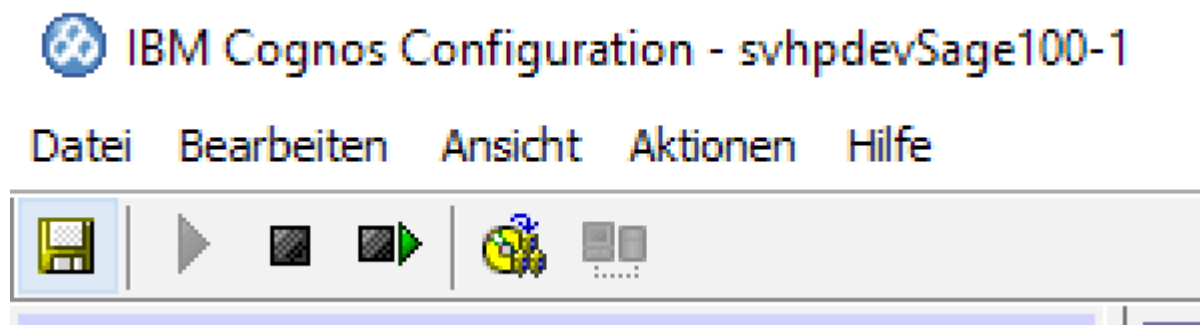 IBM Cognos Configuration - svhpdevSage100-1
Datei Bearbeiten Ansicht Aktionen Hilfe